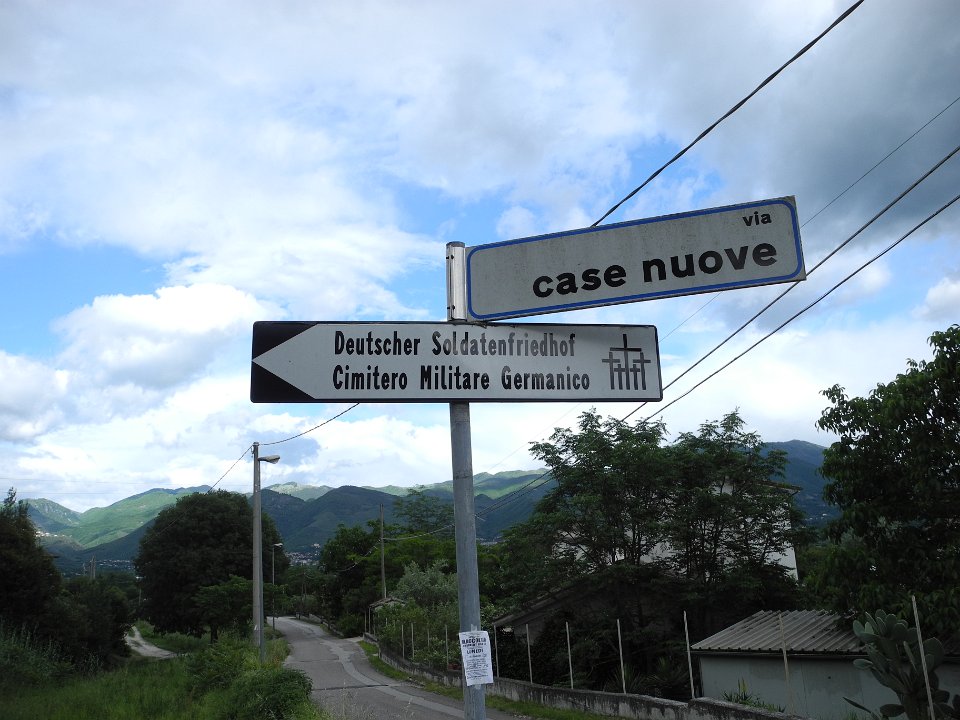 via
case nuove
Deutscher Soldatenfriedhof
Cimitero Militare Germanico